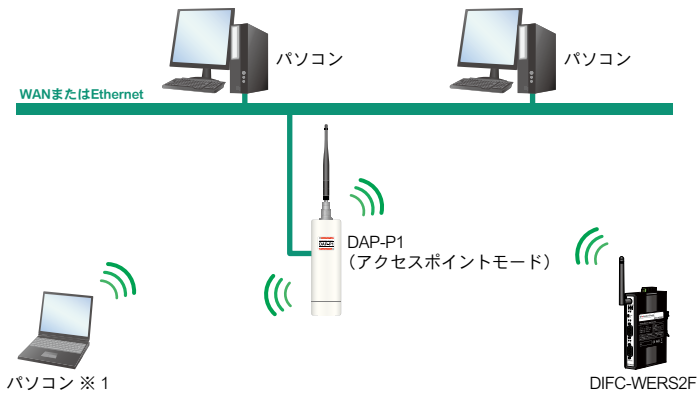 パソコン
パソコン
WANまたはEthernet
DAP-P1
DAP-P1
（アクセスポイントモード）
パソコン ※ 1
DIFC-WERS2F